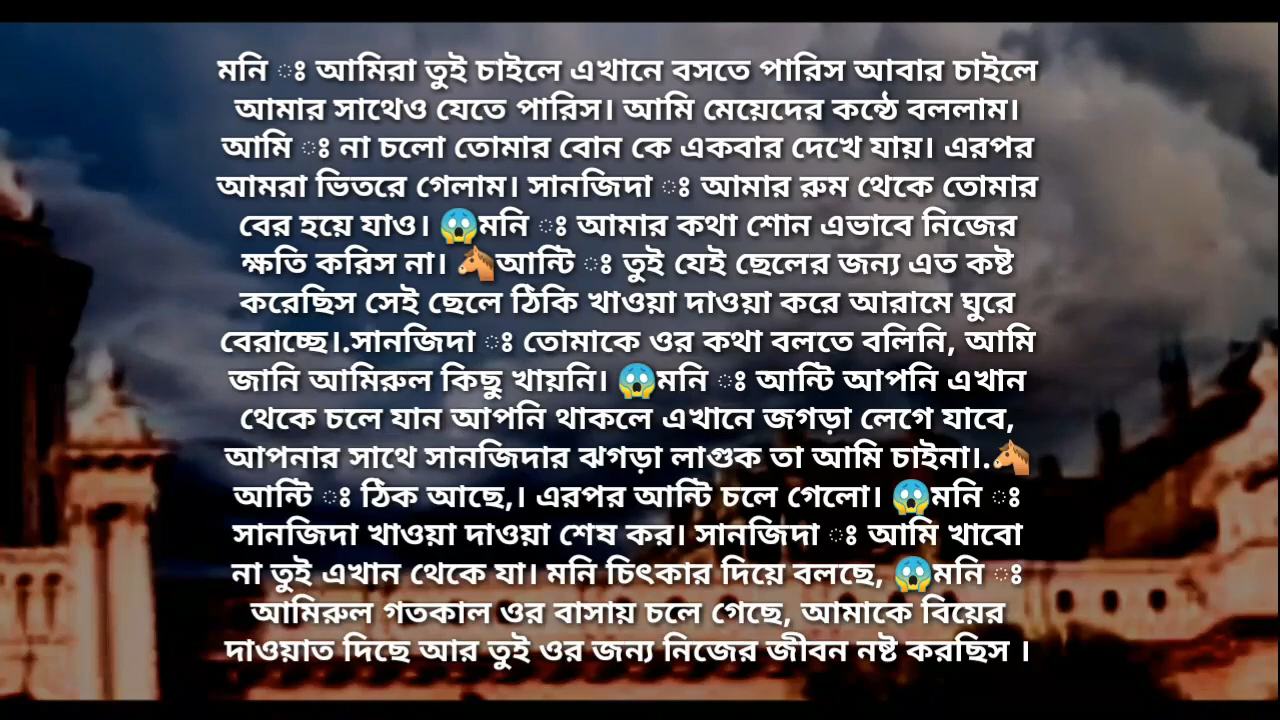 মনি ঃ আমিরা তুই চাইলে এখানে বসতে পারিস আবার চাইলে
আমার সাথেও যেতে পারিস। আমি মেয়েদের কন্ঠে বললাম।
আমি ঃ না চলো তোমার বোন কে একবার দেখে যায়। এরপর
আমরা ভিতরে গেলাম। সানজিদা ঃ আমার রুম থেকে তোমার
বের হয়ে যাও। 😱মনি ঃ আমার কথা শোন এভাবে নিজের
ক্ষতি করিস না। 🐴আন্টি ঃ তুই যেই ছেলের জন্য এত কষ্ট
করেছিস সেই ছেলে ঠিকি খাওয়া দাওয়া করে আরামে ঘুরে
বেরাচ্ছে।.সানজিদা ঃ তোমাকে ওর কথা বলতে বলিনি, আমি
জানি আমিরুল কিছু খায়নি। 😱মনি ঃ আন্টি আপনি এখান
থেকে চলে যান আপনি থাকলে এখানে জগড়া লেগে যাবে,
আপনার সাথে সানজিদার ঝগড়া লাগুক তা আমি চাইনা।.🐴
আন্টি ঃ ঠিক আছে,। এরপর আন্টি চলে গেলো। 😱মনি ঃ
সানজিদা খাওয়া দাওয়া শেষ কর। সানজিদা ঃ আমি খাবো
না তুই এখান থেকে যা। মনি চিৎকার দিয়ে বলছে, 😱মনি ঃ
আমিরুল গতকাল ওর বাসায় চলে গেছে, আমাকে বিয়ের
দাওয়াত দিছে আর তুই ওর জন্য নিজের জীবন নষ্ট করছিস ।